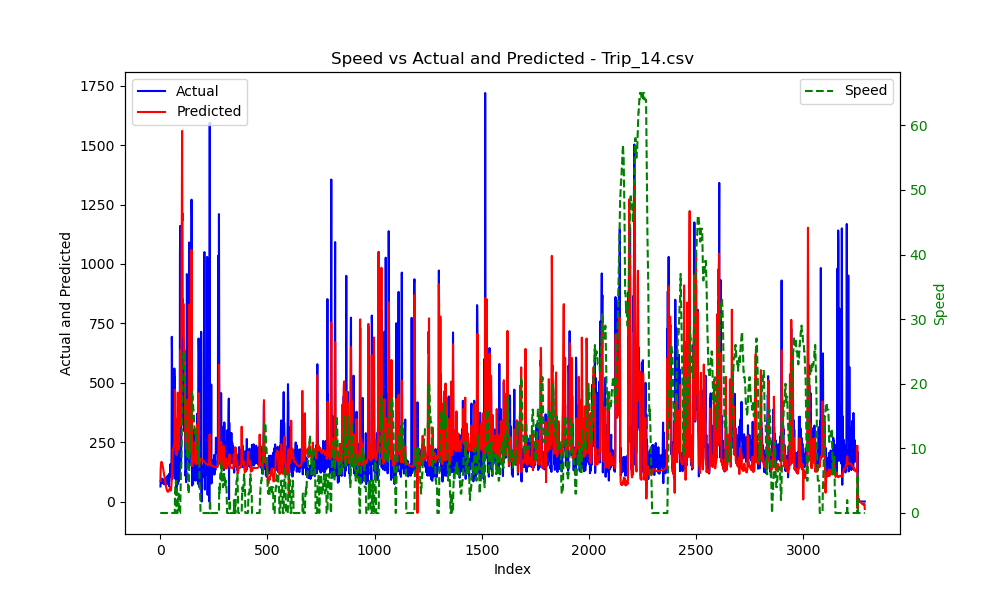 Speed vs Actual and Predicted - Trip_14.csv
Actual
Predicted
Speed
1750
1500
1250
1000
750
500
250
0
Actual and Predicted
60
50
40
30
20
10
0
Speed
0 500 1000 1500 2000 2500 3000
Index